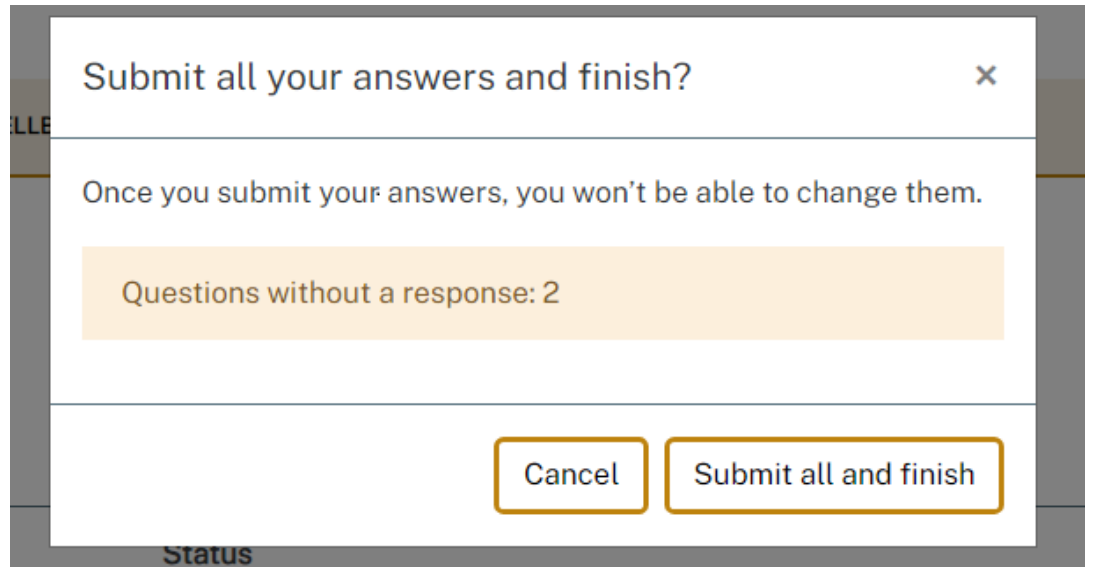 Submit all your answers and finish? ×
ELLE
Once you submit your answers, you won’t be able to change them.
Questions without a response: 2
Cancel Submit all and finish
Status